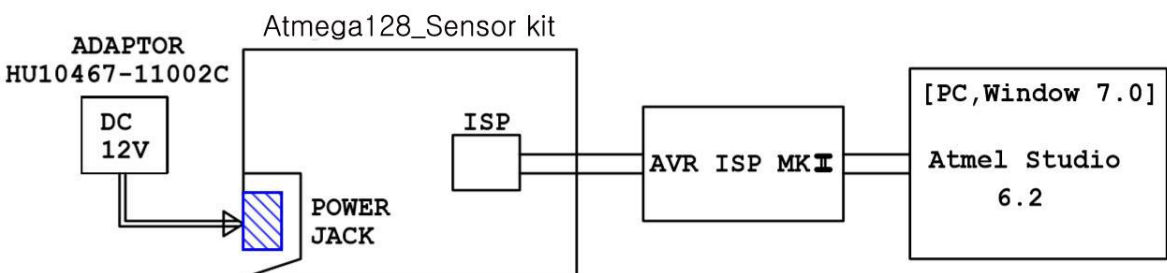 Atmega128_Sensor kit
ADAPTOR
HU10467-11002C
DC
12V
POWER
JACK
ISP
AVR ISP MKⅡ
[PC,Window 7.0]
Atmel Studio
6.2